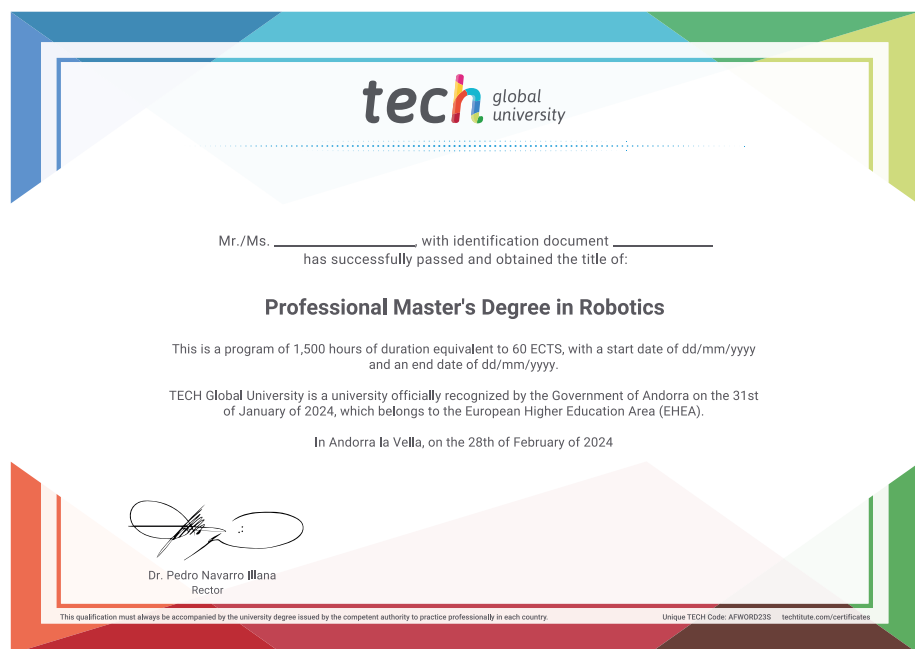 tech global university
Mr./Ms. ____________________, with identification document ______________
has successfully passed and obtained the title of:
Professional Master's Degree in Robotics
This is a program of 1,500 hours of duration equivalent to 60 ECTS, with a start date of dd/mm/yyyy
and an end date of dd/mm/yyyy.
TECH Global University is a university officially recognized by the Government of Andorra on the 31st
of January of 2024, which belongs to the European Higher Education Area (EHEA).
In Andorra la Vella, on the 28th of February of 2024
Dr. Pedro Navarro Illana
Rector
This qualification must always be accompanied by the university degree issued by the competent authority to practice professionally in each country.
Unique TECH Code: AFWORD23S techtitute.com/certificates